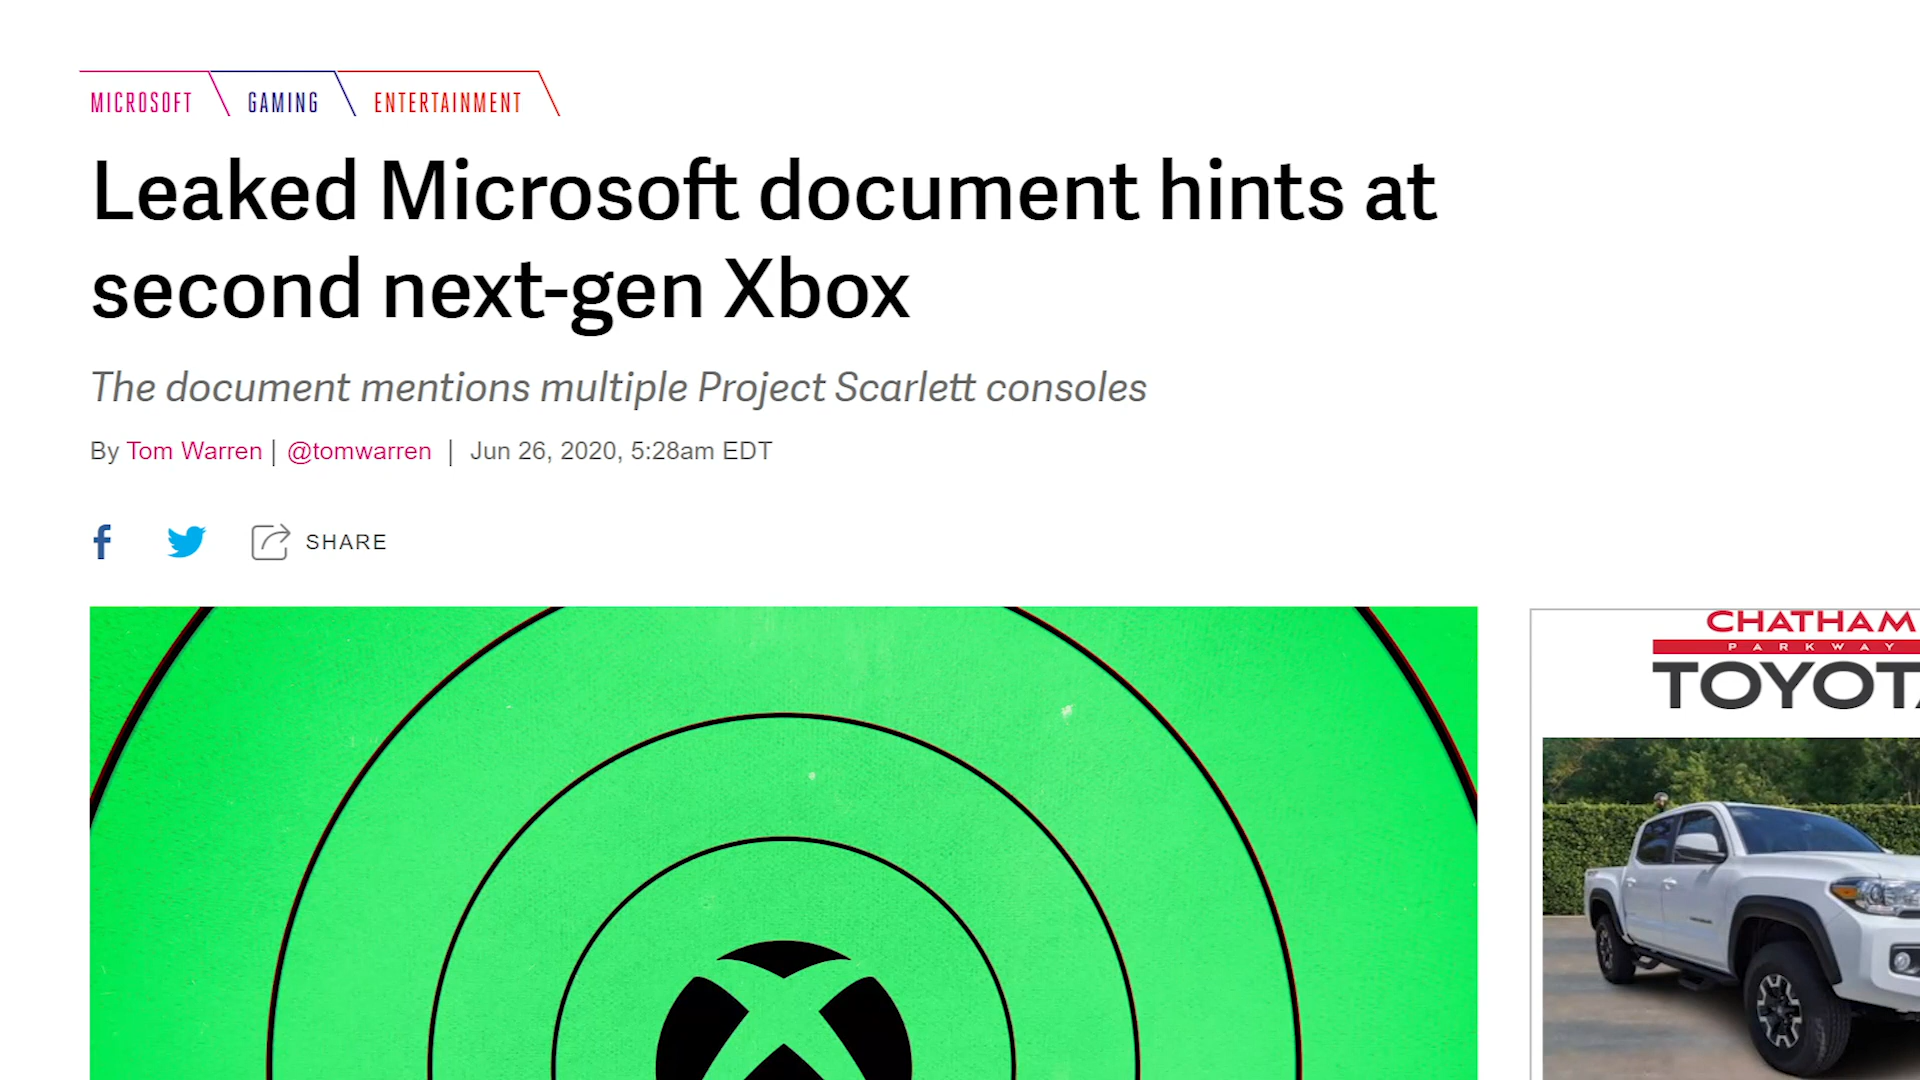 MICROSOFT GAMING ENTERTAINMENT
Leaked Microsoft document hints at
second next-gen Xbox
The document mentions multiple Project Scarlett consoles
By Tom Warren | @tomwarren | Jun 26, 2020, 5:28am EDT
SHARE
CHATHAM
PARKWAY
TOYOTA